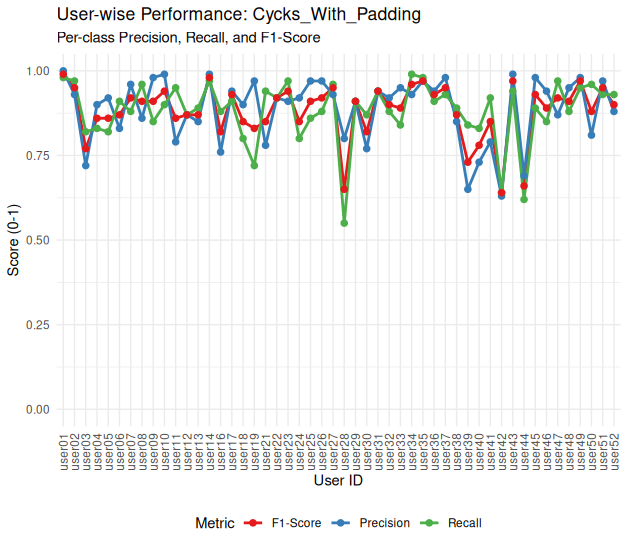 User-wise Performance: Cycks_With_Padding
Per-class Precision, Recall, and F1-Score
Score (0-1)
1.00
0.75
0.50
0.25
0.00
user01
user02
user03
user04
user05
user06
user07
user08
user09
user10
user11
user12
user13
user14
user16
user17
user18
user19
user21
user22
user23
user24
user25
user26
user27
user28
user29
user30
user31
user32
user33
user34
user35
user36
user37
user38
user39
user40
user41
user42
user43
user44
user45
user46
user47
user48
user49
user50
user51
user52
User ID
Metric F1-Score Precision Recall